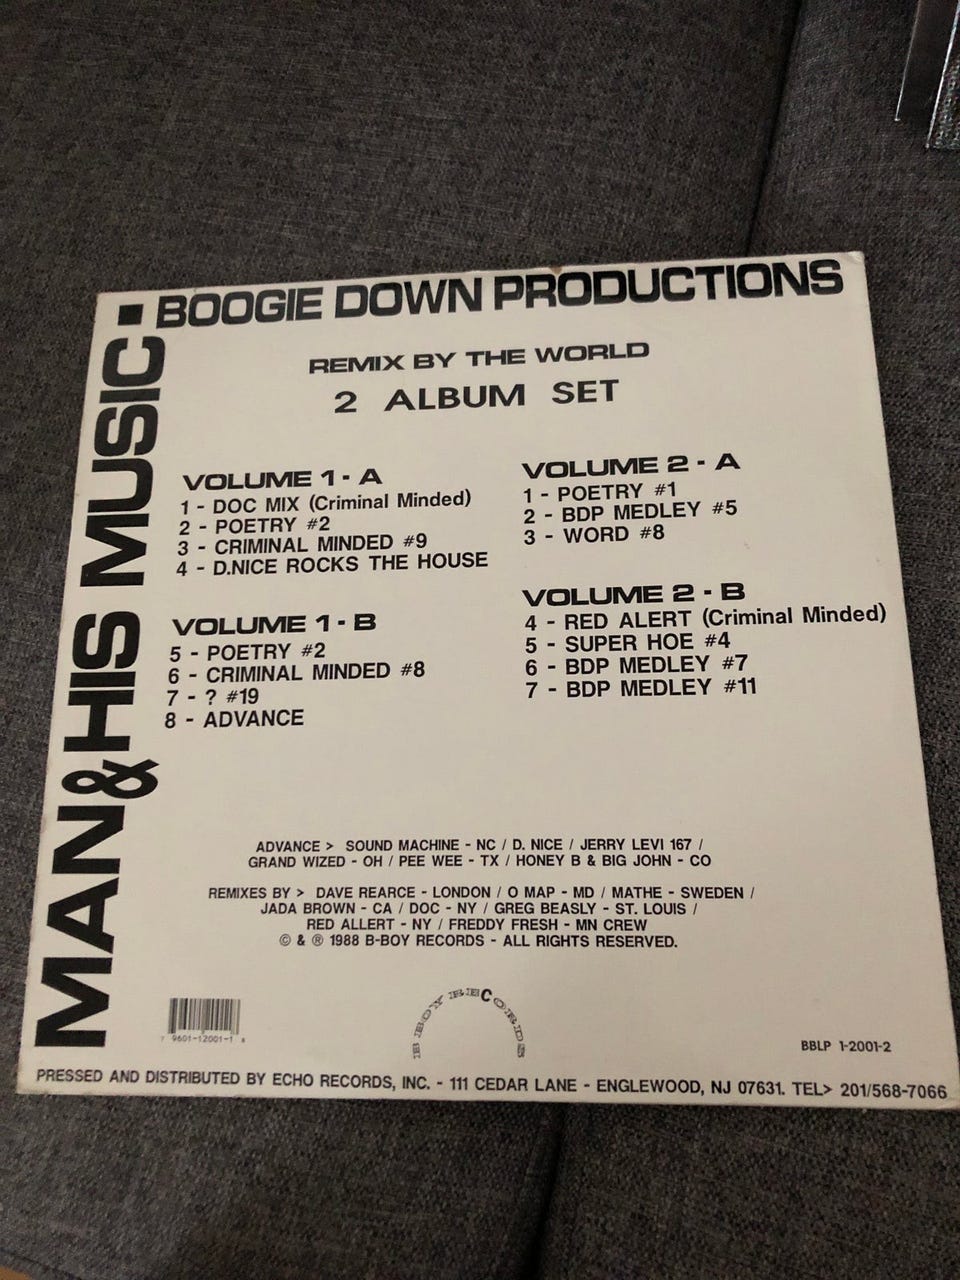 BOOGIE DOWN PRODUCTIONS
MAN & HIS MUSIC
REMIX BY THE WORLD
2 ALBUM SET
VOLUME 1 - A
1 - DOC MIX (Criminal Minded)
2 - POETRY #2
3 - CRIMINAL MINDED #9
4 - D.NICE ROCKS THE HOUSE
VOLUME 1 - B
5 - POETRY #2
6 - CRIMINAL MINDED #8
7 - ? #19
8 - ADVANCE
VOLUME 2 - A
1 - POETRY #1
2 - BDP MEDLEY #5
3 - WORD #8
VOLUME 2 - B
4 - RED ALERT (Criminal Minded)
5 - SUPER HOE #4
6 - BDP MEDLEY #7
7 - BDP MEDLEY #11
ADVANCE > SOUND MACHINE - NC / D. NICE / JERRY LEVI 167 /
GRAND WIZED - OH / PEE WEE - TX / HONEY B & BIG JOHN - CO
REMIXES BY > DAVE REARCE - LONDON / O MAP - MD / MATHE - SWEDEN /
JADA BROWN - CA / DOC - NY / GREG BEASLY - ST. LOUIS /
RED ALLERT - NY / FREDDY FRESH - MN CREW
© & ℗ 1988 B-BOY RECORDS - ALL RIGHTS RESERVED.
B BOY RECORDS
7 9601-12001-1 8
BBLP 1-2001-2
PRESSED AND DISTRIBUTED BY ECHO RECORDS, INC. - 111 CEDAR LANE - ENGLEWOOD, NJ 07631. TEL> 201/568-7066